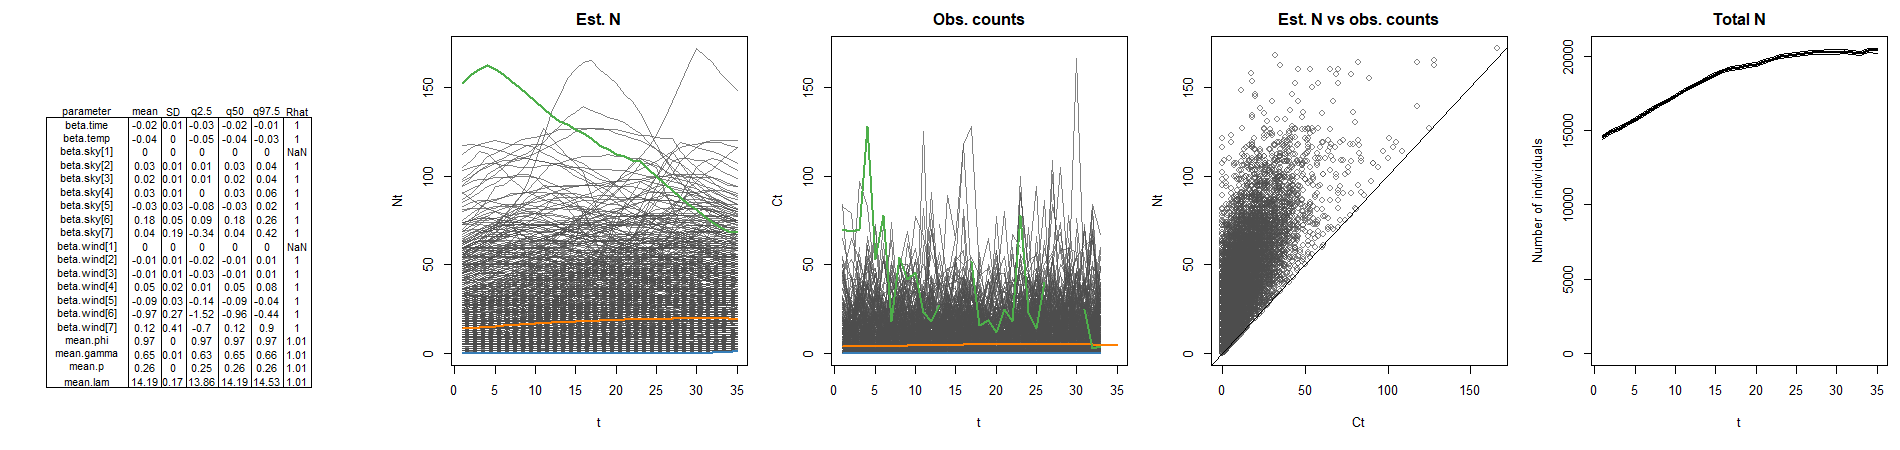 parameter mean SD q2.5 q50 q97.5 Rhat
beta.time -0.02 0.01 -0.03 -0.02 -0.01 1
beta.temp -0.04 0 -0.05 -0.04 -0.03 1
beta.sky[1] 0 0 0 0 0 NaN
beta.sky[2] 0.03 0.01 0.01 0.03 0.04 1
beta.sky[3] 0.02 0.01 0.01 0.02 0.04 1
beta.sky[4] 0.03 0.01 0 0.03 0.06 1
beta.sky[5] -0.03 0.03 -0.08 -0.03 0.02 1
beta.sky[6] 0.18 0.05 0.09 0.18 0.26 1
beta.sky[7] 0.04 0.19 -0.34 0.04 0.42 1
beta.wind[1] 0 0 0 0 0 NaN
beta.wind[2] -0.01 0.01 -0.02 -0.01 0.01 1
beta.wind[3] -0.01 0.01 -0.03 -0.01 0.01 1
beta.wind[4] 0.05 0.02 0.01 0.05 0.08 1
beta.wind[5] -0.09 0.03 -0.14 -0.09 -0.04 1
beta.wind[6] -0.97 0.27 -1.52 -0.96 -0.44 1
beta.wind[7] 0.12 0.41 -0.7 0.12 0.9 1
mean.phi 0.97 0 0.97 0.97 0.97 1.01
mean.gamma 0.65 0.01 0.63 0.65 0.66 1.01
mean.p 0.26 0 0.25 0.26 0.26 1.01
mean.lam 14.19 0.17 13.86 14.19 14.53 1.01
Est. N
Nt
150
100
50
0
0 5 10 15 20 25 30 35
t
Obs. counts
Ct
150
100
50
0
0 5 10 15 20 25 30 35
t
Est. N vs obs. counts
Nt
150
100
50
0
0 50 100 150
Ct
Total N
Number of individuals
20000
15000
10000
5000
0
0 5 10 15 20 25 30 35
t